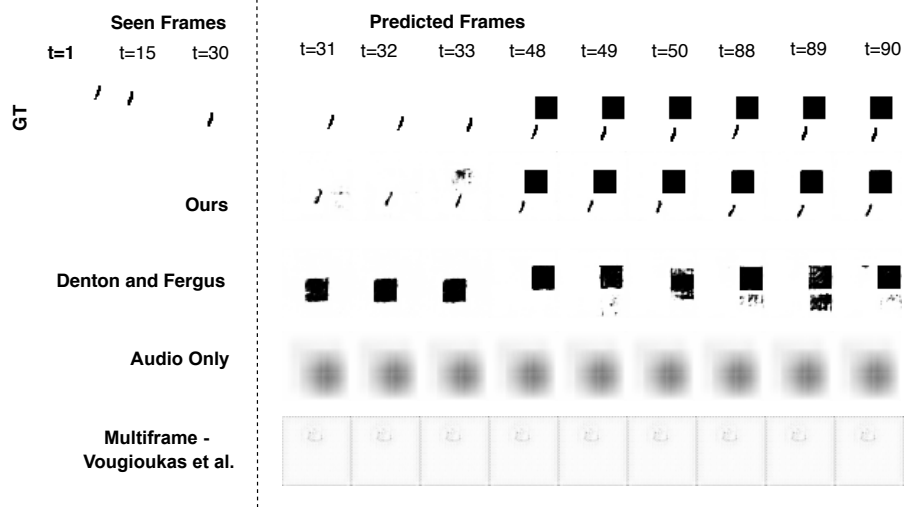 Seen Frames
Predicted Frames
t=1 t=15 t=30 t=31 t=32 t=33 t=48 t=49 t=50 t=88 t=89 t=90
GT
Ours
Denton and Fergus
Audio Only
Multiframe -
Vougioukas et al.